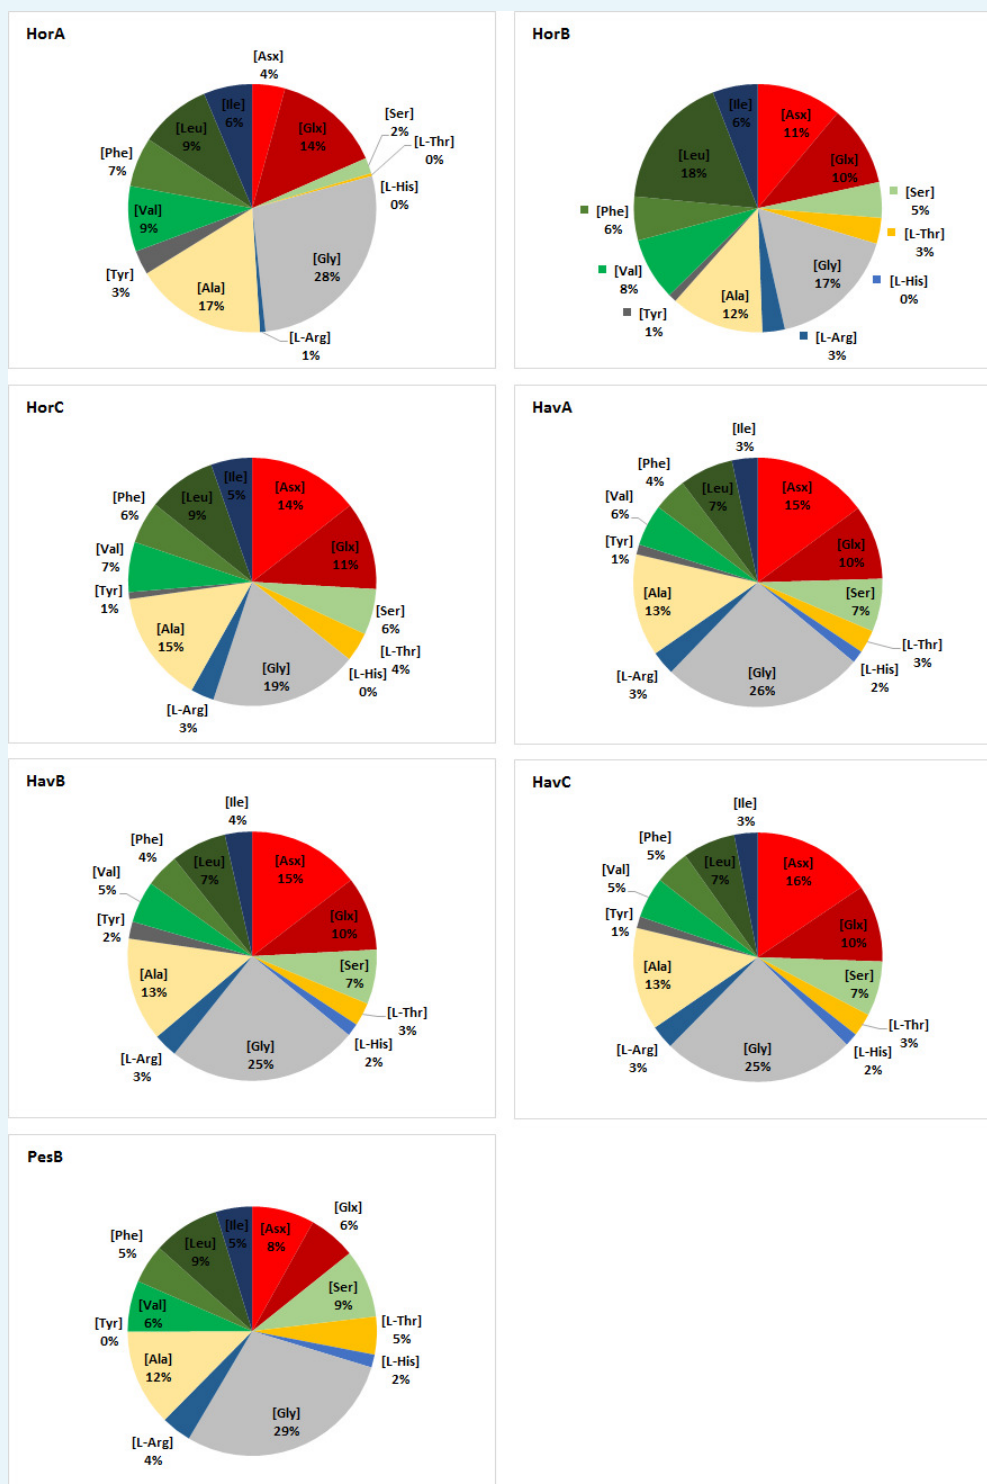 HorA
[Asx]
4%
[Glx]
14%
[Ser]
2%
[L-Thr]
0%
[L-His]
0%
[Gly]
28%
[L-Arg]
1%
[Ala]
17%
[Tyr]
3%
[Val]
9%
[Phe]
7%
[Leu]
9%
[Ile]
6%
HorB
[Asx]
11%
[Glx]
10%
[Ser]
5%
[L-Thr]
3%
[L-His]
0%
[Gly]
17%
[L-Arg]
3%
[Ala]
12%
[Tyr]
1%
[Val]
8%
[Phe]
6%
[Leu]
18%
[Ile]
6%
HorC
[Asx]
14%
[Glx]
11%
[Ser]
6%
[L-Thr]
4%
[L-His]
0%
[Gly]
19%
[L-Arg]
3%
[Ala]
15%
[Tyr]
1%
[Val]
7%
[Phe]
6%
[Leu]
9%
[Ile]
5%
HavA
[Asx]
15%
[Glx]
10%
[Ser]
7%
[L-Thr]
3%
[L-His]
2%
[Gly]
26%
[L-Arg]
3%
[Ala]
13%
[Tyr]
1%
[Val]
6%
[Phe]
4%
[Leu]
7%
[Ile]
3%
HavB
[Asx]
15%
[Glx]
10%
[Ser]
7%
[L-Thr]
3%
[L-His]
2%
[Gly]
25%
[L-Arg]
3%
[Ala]
13%
[Tyr]
2%
[Val]
5%
[Phe]
4%
[Leu]
7%
[Ile]
4%
HavC
[Asx]
16%
[Glx]
10%
[Ser]
7%
[L-Thr]
3%
[L-His]
2%
[Gly]
25%
[L-Arg]
3%
[Ala]
13%
[Tyr]
1%
[Val]
5%
[Phe]
5%
[Leu]
7%
[Ile]
3%
PesB
[Asx]
8%
[Glx]
6%
[Ser]
9%
[L-Thr]
5%
[L-His]
2%
[Gly]
29%
[L-Arg]
4%
[Ala]
12%
[Tyr]
0%
[Val]
6%
[Phe]
5%
[Leu]
9%
[Ile]
5%